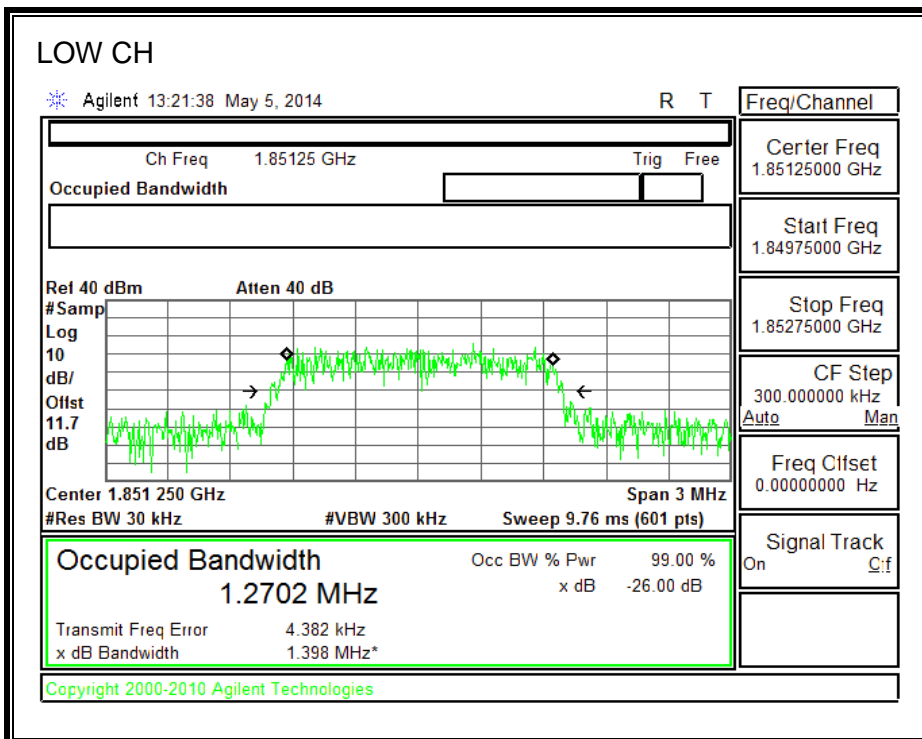 LOW CH
Agilent 13:21:38 May 5, 2014 R T
Freq/Channel
Ch Freq 1.85125 GHz Trig Free
Occupied Bandwidth
Center Freq
1.85125000 GHz
Start Freq
1.84975000 GHz
Stop Freq
1.85275000 GHz
CF Step
300.000000 kHz
Auto Man
Freq Offset
0.00000000 Hz
Signal Track
On Off
Ref 40 dBm Atten 40 dB
#Samp
Log
10
dB/
Offst
11.7
dB
Center 1.851 250 GHz Span 3 MHz
#Res BW 30 kHz #VBW 300 kHz Sweep 9.76 ms (601 pts)
Occupied Bandwidth Occ BW % Pwr 99.00 %
1.2702 MHz x dB -26.00 dB
Transmit Freq Error 4.382 kHz
x dB Bandwidth 1.398 MHz*
Copyright 2000-2010 Agilent Technologies